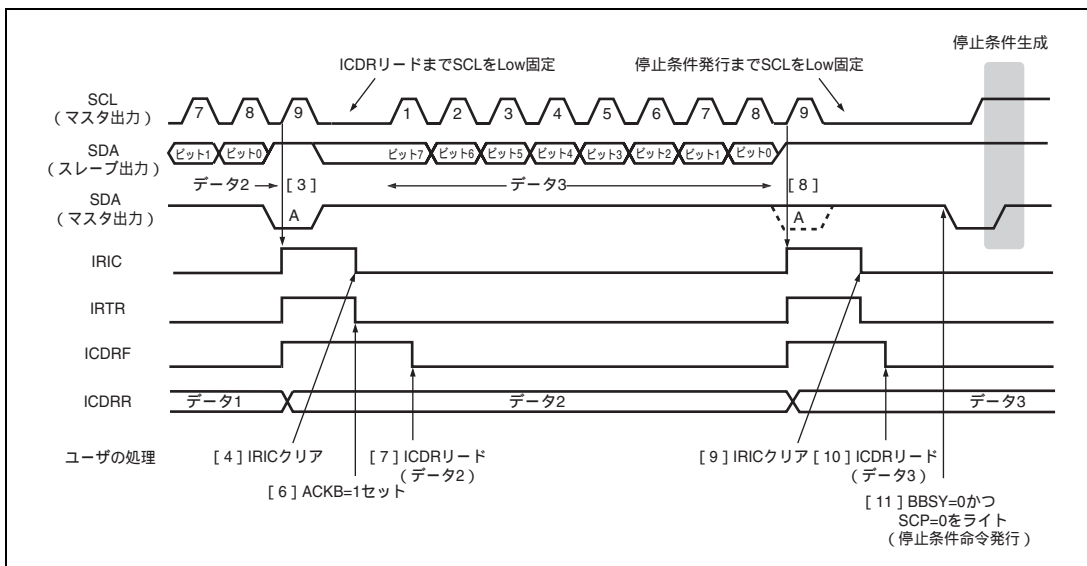 停止条件生成
ICDRリードまでSCLをLow固定
停止条件発行までSCLをLow固定
SCL
（マスタ出力）
7 8 9 1 2 3 4 5 6 7 8 9
SDA
（スレーブ出力）
ビット1 ビット0 ビット7 ビット6 ビット5 ビット4 ビット3 ビット2 ビット1 ビット0
データ2 [ 3 ] データ3 [ 8 ]
SDA
（マスタ出力）
A A
IRIC
IRTR
ICDRF
ICDRR
データ1 データ2 データ3
ユーザの処理
[ 4 ] IRICクリア
[ 6 ] ACKB=1セット
[ 7 ] ICDRリード
（データ2）
[ 9 ] IRICクリア
[ 10 ] ICDRリード
（データ3）
[ 11 ] BBSY=0かつ
SCP=0をライト
（停止条件命令発行）